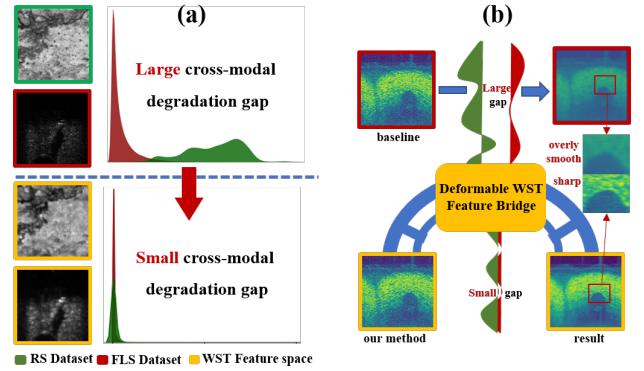 (a)
Large cross-modal
degradation gap
Small cross-modal
degradation gap
RS Dataset FLS Dataset WST Feature space
(b)
baseline
Large
gap
overly
smooth
sharp
Deformable WST
Feature Bridge
Small gap
our method
result